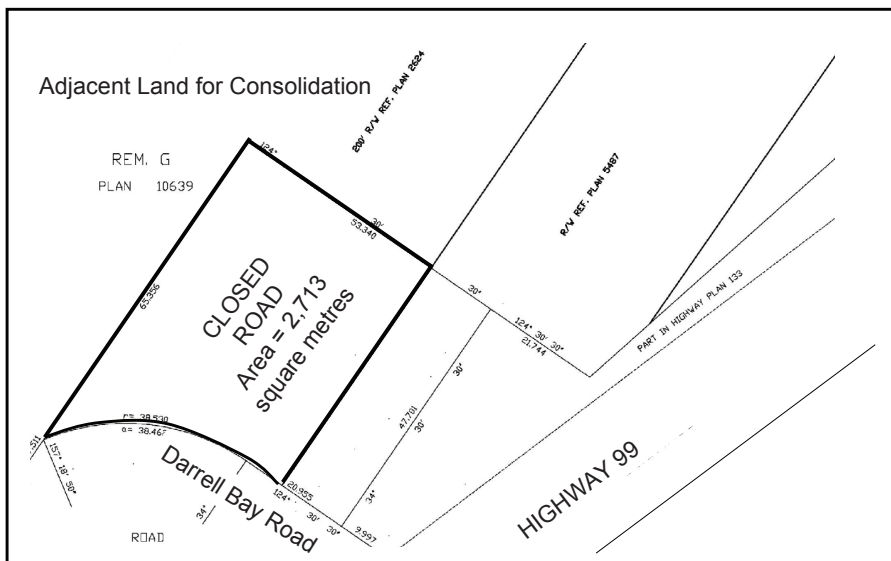 Adjacent Land for Consolidation
200' R/W REF. PLAN 2624
REM. G
PLAN 10639
124°
30'
53.340
R/W REF. PLAN 5487
65.356
CLOSED
ROAD
Area = 2,713
square metres
30'
124° 30' 30"
21.744
PART IN HIGHWAY PLAN 133
30'
47.701
30'
34°
r= 38.530
a= 38.467
.511
157° 18' 50"
Darrell Bay Road
20.955
124°
30' 30"
9.997
34°
ROAD
HIGHWAY 99